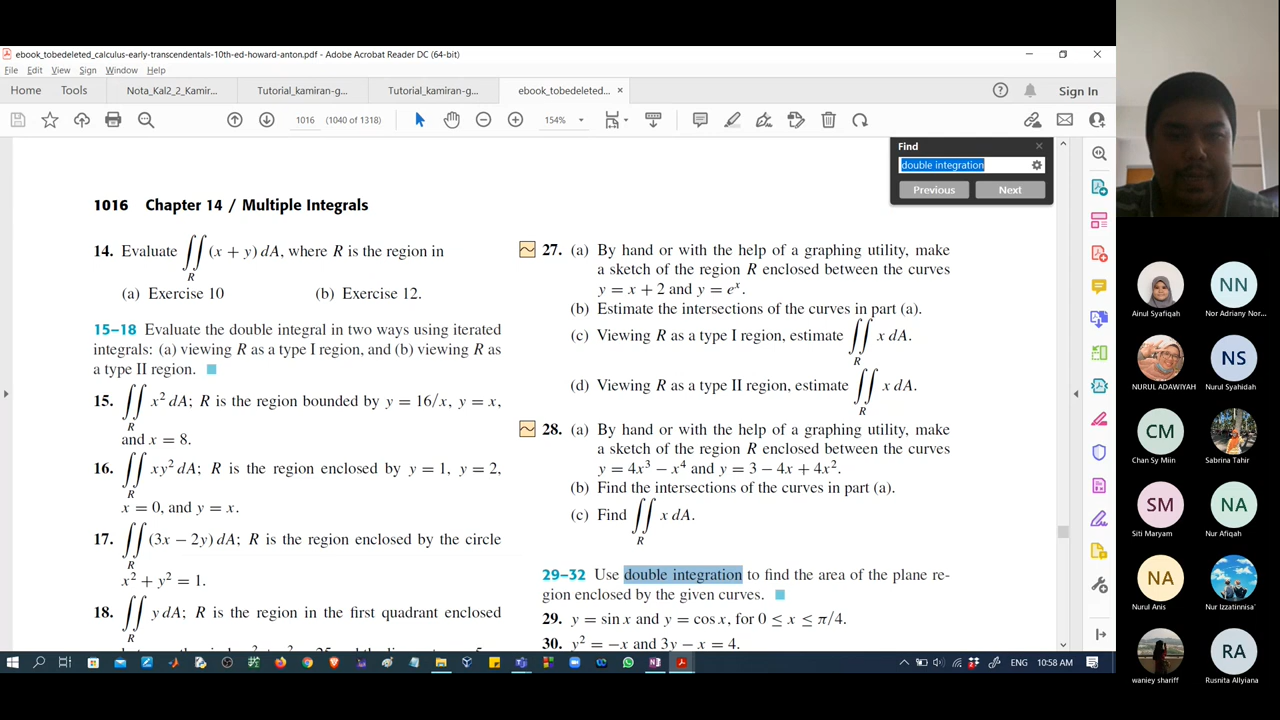 ebook_tobedeleted_calculus-early-transcendentals-10th-ed-howard-anton.pdf - Adobe Acrobat Reader DC (64-bit)
File Edit View Sign Window Help
Home Tools Nota_Kal2_2_Kamir... Tutorial_kamiran-g... Tutorial_kamiran-g... ebook_tobedeleted... × Sign In
1016 (1040 of 1318) 154%
Find
double integration
Previous Next
1016 Chapter 14 / Multiple Integrals
14. Evaluate ∬_R (x + y) dA, where R is the region in
(a) Exercise 10 (b) Exercise 12.
15–18 Evaluate the double integral in two ways using iterated
integrals: (a) viewing R as a type I region, and (b) viewing R as
a type II region.
15. ∬_R x² dA; R is the region bounded by y = 16/x, y = x,
and x = 8.
16. ∬_R xy² dA; R is the region enclosed by y = 1, y = 2,
x = 0, and y = x.
17. ∬_R (3x − 2y) dA; R is the region enclosed by the circle
x² + y² = 1.
18. ∬_R y dA; R is the region in the first quadrant enclosed
27. (a) By hand or with the help of a graphing utility, make
a sketch of the region R enclosed between the curves
y = x + 2 and y = eˣ.
(b) Estimate the intersections of the curves in part (a).
(c) Viewing R as a type I region, estimate ∬_R x dA.
(d) Viewing R as a type II region, estimate ∬_R x dA.
28. (a) By hand or with the help of a graphing utility, make
a sketch of the region R enclosed between the curves
y = 4x³ − x⁴ and y = 3 − 4x + 4x².
(b) Find the intersections of the curves in part (a).
(c) Find ∬_R x dA.
29–32 Use double integration to find the area of the plane re-
gion enclosed by the given curves.
29. y = sin x and y = cos x, for 0 ≤ x ≤ π/4.
30. y² = −x and 3y − x = 4.
ENG 10:58 AM
Ainul Syafiqah
NN
Nor Adriany Nor...
NURUL ADAWIYAH
NS
Nurul Syahidah
CM
Chan Sy Miin
Sabrina Tahir
SM
Siti Maryam
NA
Nur Afiqah
NA
Nurul Anis
Nur Izzatinnisa'
waniey shariff
RA
Rusnita Allyiana